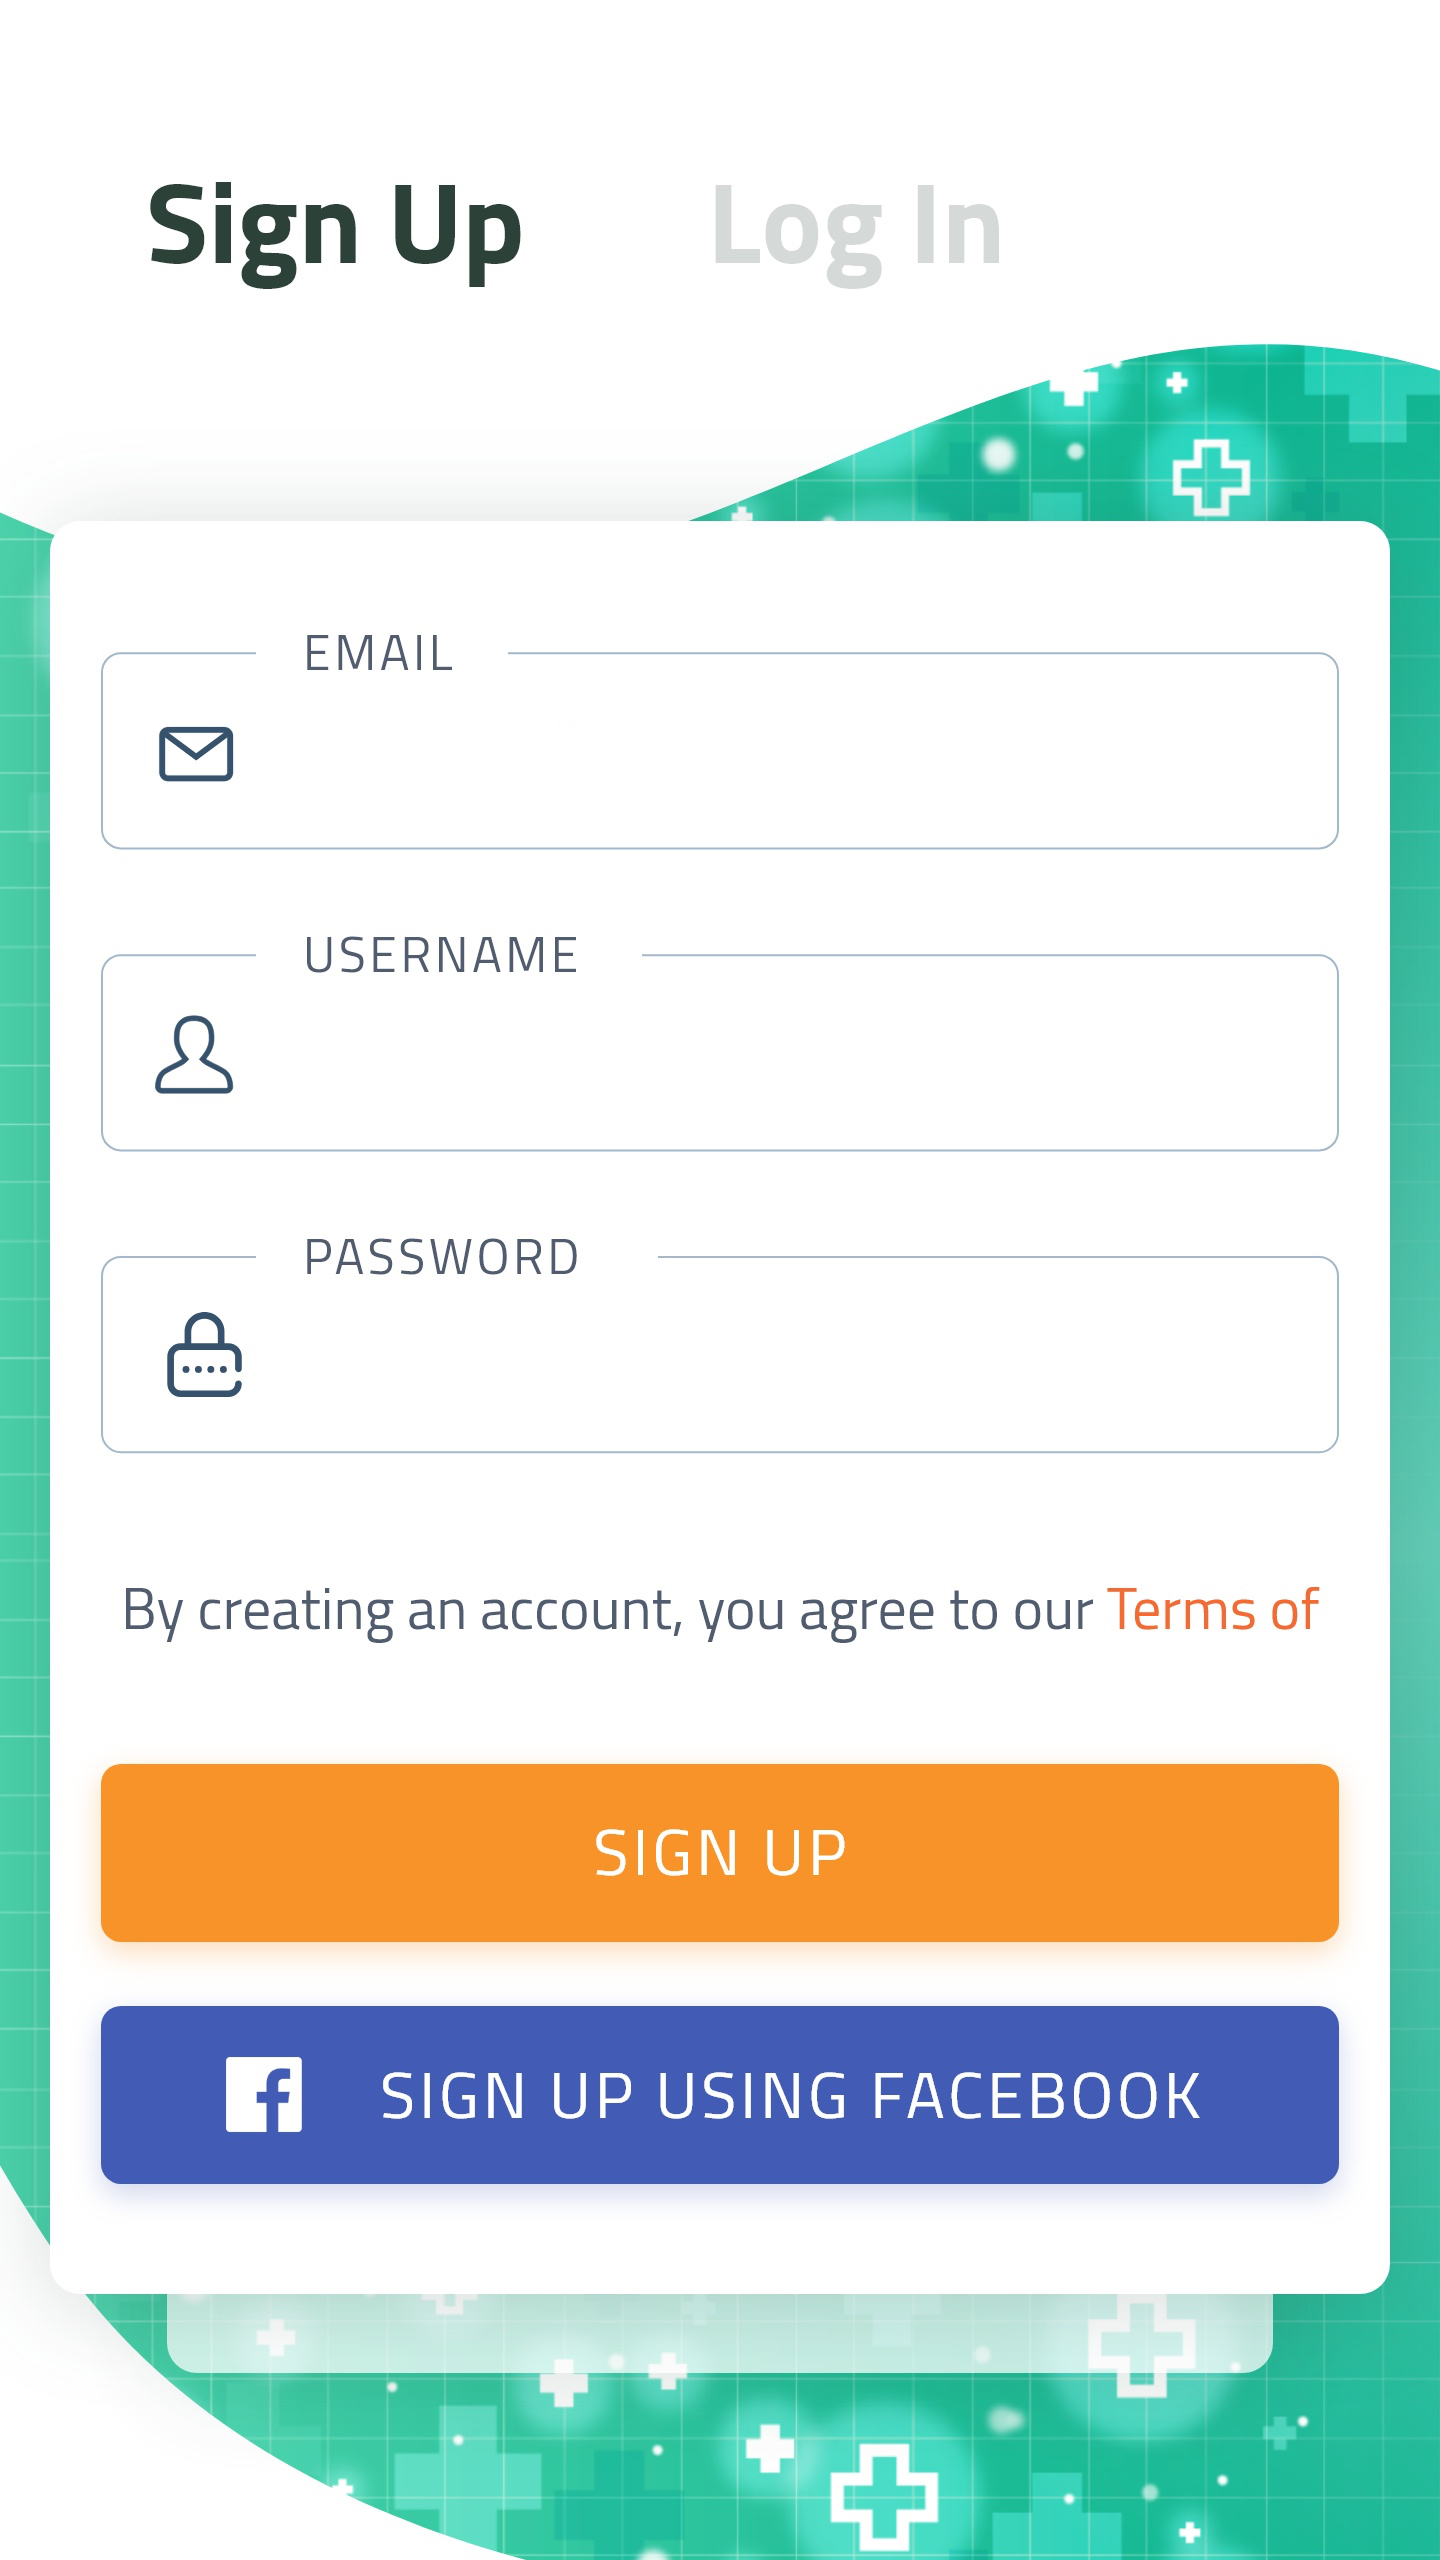 Sign Up
Log In
EMAIL
USERNAME
PASSWORD
By creating an account, you agree to our Terms of
SIGN UP
SIGN UP USING FACEBOOK